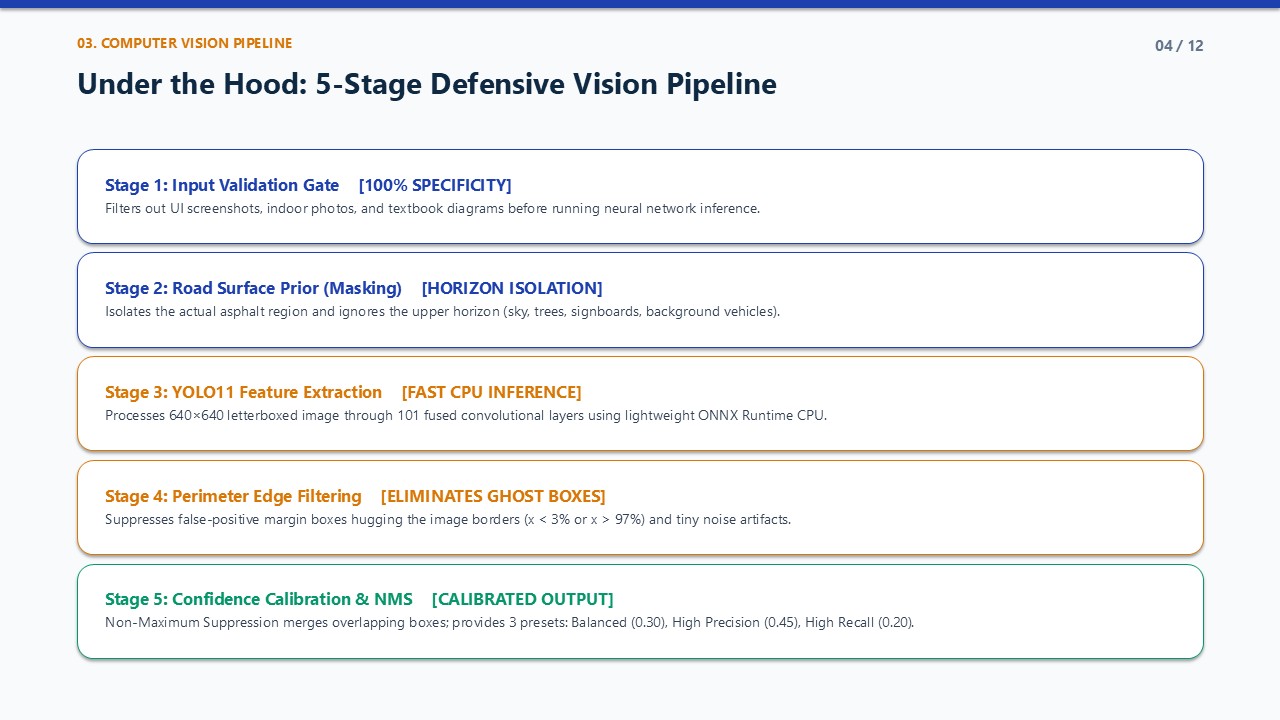 03. COMPUTER VISION PIPELINE
04 / 12
Under the Hood: 5-Stage Defensive Vision Pipeline
Stage 1: Input Validation Gate [100% SPECIFICITY]
Filters out UI screenshots, indoor photos, and textbook diagrams before running neural network inference.
Stage 2: Road Surface Prior (Masking) [HORIZON ISOLATION]
Isolates the actual asphalt region and ignores the upper horizon (sky, trees, signboards, background vehicles).
Stage 3: YOLO11 Feature Extraction [FAST CPU INFERENCE]
Processes 640×640 letterboxed image through 101 fused convolutional layers using lightweight ONNX Runtime CPU.
Stage 4: Perimeter Edge Filtering [ELIMINATES GHOST BOXES]
Suppresses false-positive margin boxes hugging the image borders (x < 3% or x > 97%) and tiny noise artifacts.
Stage 5: Confidence Calibration & NMS [CALIBRATED OUTPUT]
Non-Maximum Suppression merges overlapping boxes; provides 3 presets: Balanced (0.30), High Precision (0.45), High Recall (0.20).